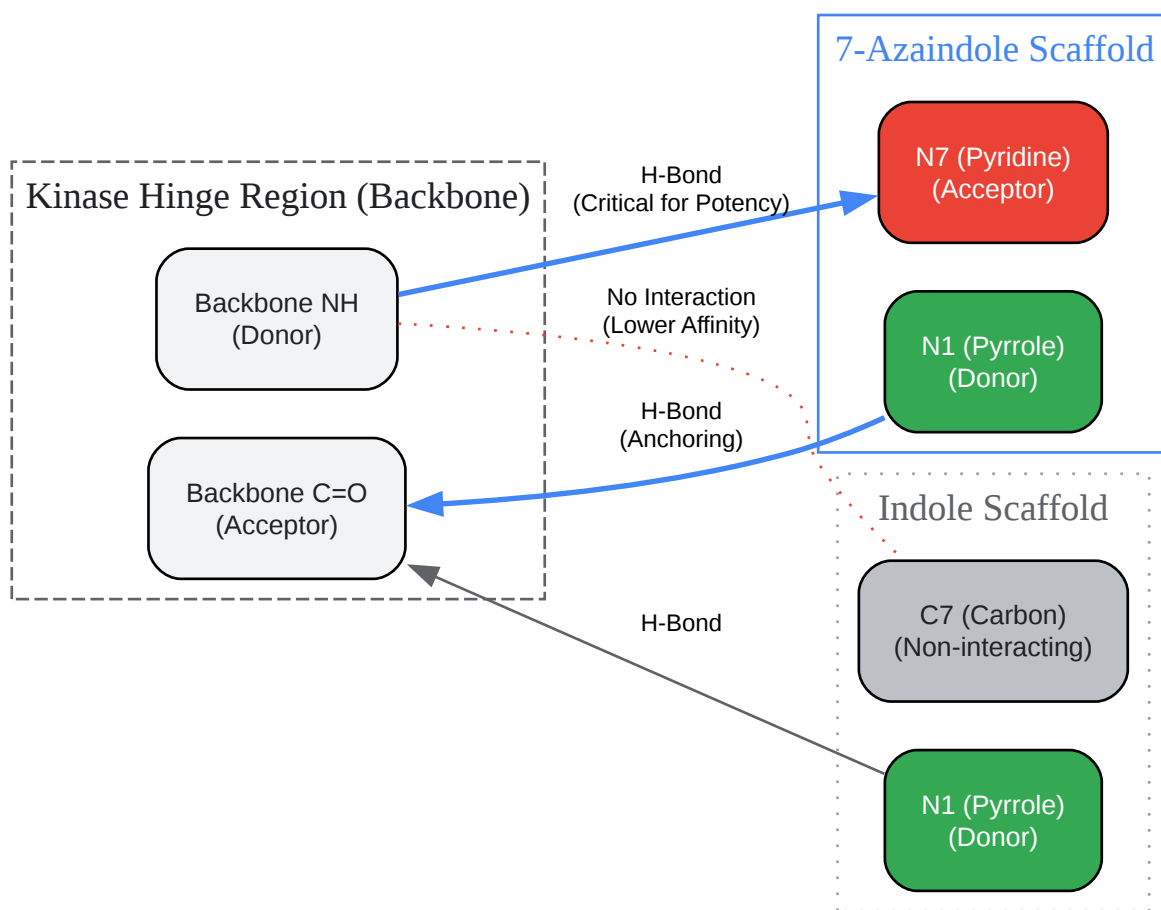 7-Azaindole Scaffold
N7 (Pyridine)
(Acceptor)
H-Bond
(Critical for Potency)
Kinase Hinge Region (Backbone)
Backbone NH
(Donor)
No Interaction
(Lower Affinity)
N1 (Pyrrole)
(Donor)
H-Bond
(Anchoring)
Backbone C=O
(Acceptor)
Indole Scaffold
C7 (Carbon)
(Non-interacting)
H-Bond
N1 (Pyrrole)
(Donor)